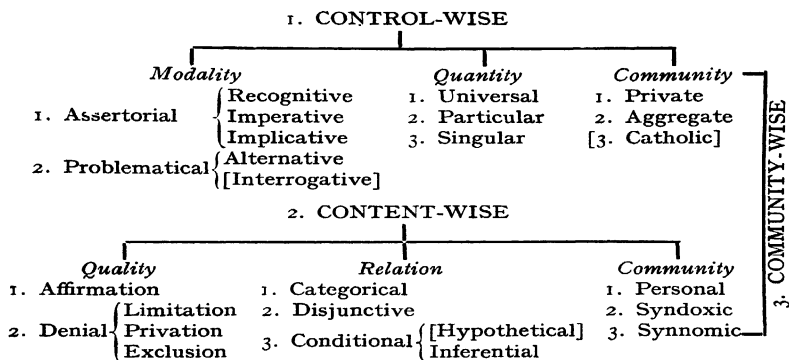 1. CONTROL-WISE
Modality Quantity Community
1. Assertorial { Recognitive 1. Universal 1. Private
Imperative 2. Particular 2. Aggregate
Implicative 3. Singular [3. Catholic]
2. Problematical { Alternative
[Interrogative]
2. CONTENT-WISE
Quality Relation Community
1. Affirmation 1. Categorical 1. Personal
2. Denial { Limitation 2. Disjunctive 2. Syndoxic
Privation 3. Conditional { [Hypothetical] 3. Synnomic
Exclusion Inferential
3. COMMUNITY-WISE